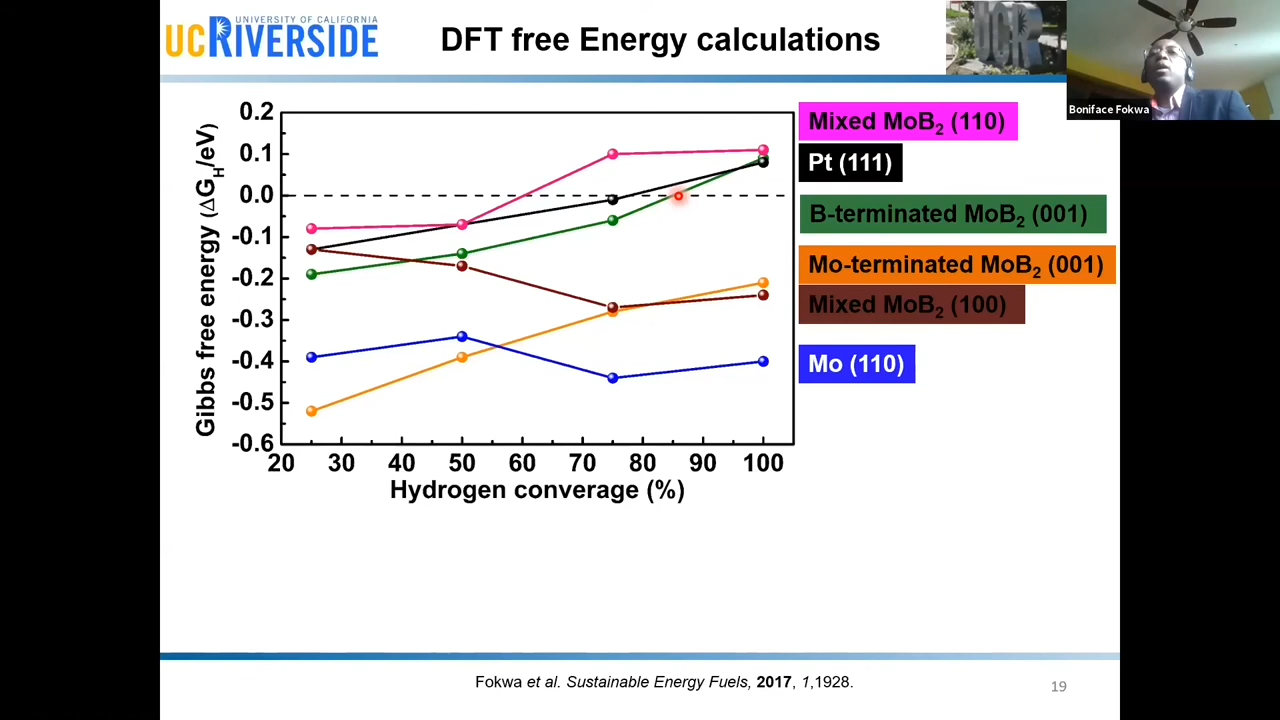 UNIVERSITY OF CALIFORNIA
UCRIVERSIDE
DFT free Energy calculations
UCR
Boniface Fokwa
Gibbs free energy (ΔG_H/eV)
0.2
0.1
0.0
-0.1
-0.2
-0.3
-0.4
-0.5
-0.6
20 30 40 50 60 70 80 90 100
Hydrogen converage (%)
Mixed MoB₂ (110)
Pt (111)
B-terminated MoB₂ (001)
Mo-terminated MoB₂ (001)
Mixed MoB₂ (100)
Mo (110)
Fokwa et al. Sustainable Energy Fuels, 2017, 1,1928.
19